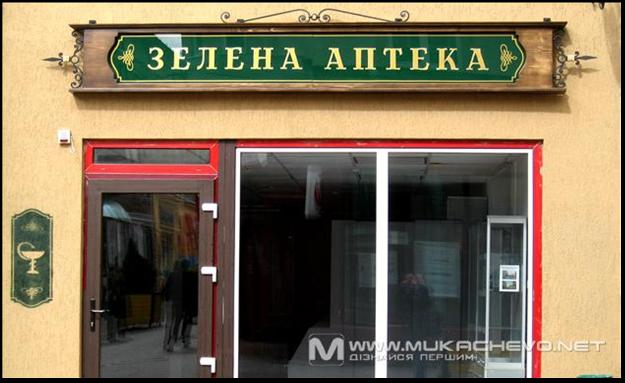 ЗЕЛЕНА АПТЕКА
M WWW.MUKACHEVO.NET
ДІЗНАЙСЯ ПЕРШИМ